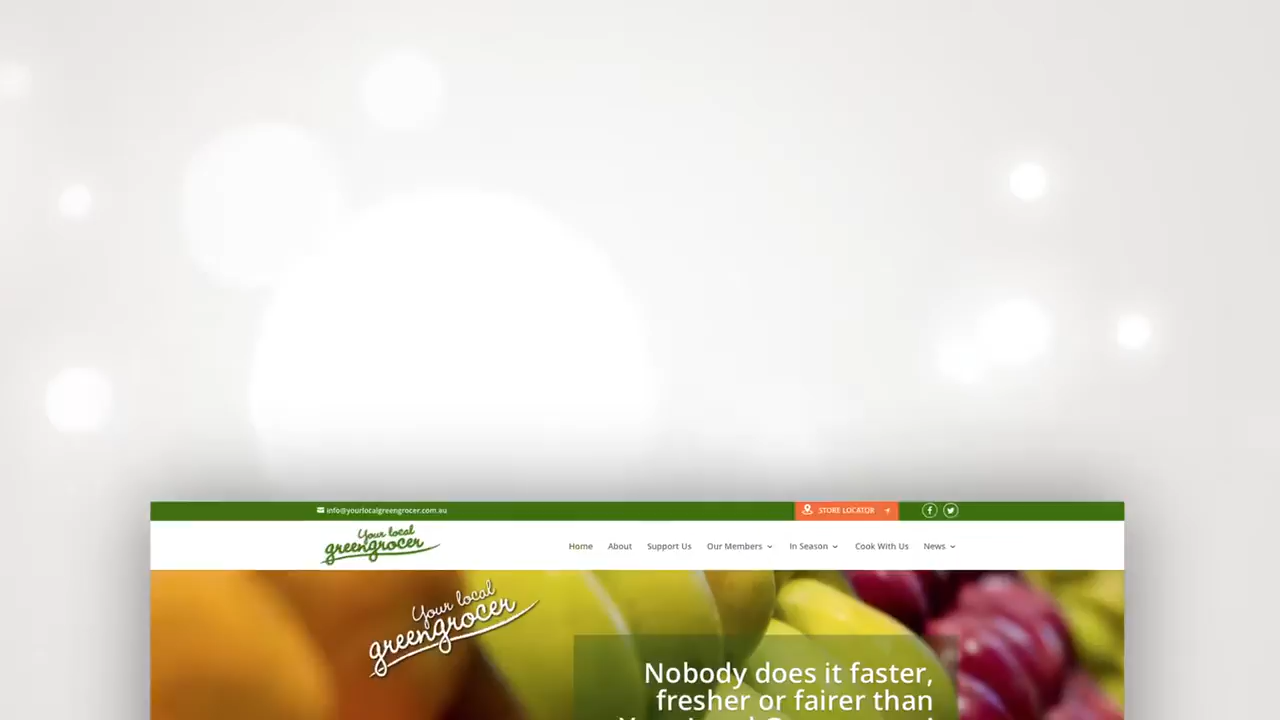 info@yourlocalgreengrocer.com.au
STORE LOCATOR
Your local
greengrocer
Home About Support Us Our Members In Season Cook With Us News
Your local
greengrocer
Nobody does it faster,
fresher or fairer than